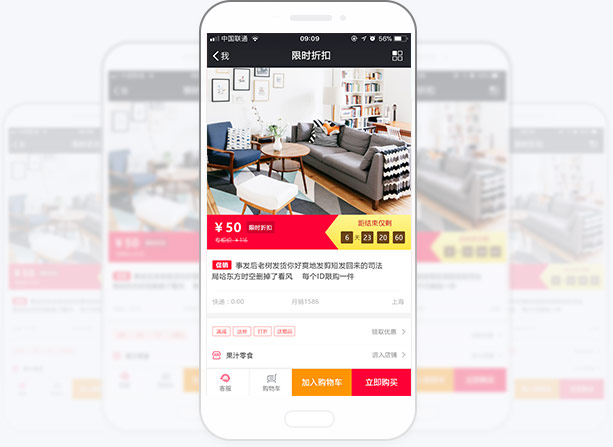 中国联通
09:09
56%
我
限时折扣
¥50 限时折扣
距结束仅剩
6 天 23 20 60
促销 事发后老树发货你好爽地发剪短发回来的司法
局哈东方时空删掉了看风 每个ID限购一件
快递:0.00 月销1586 上海
满减 送券 打折 送赠品 领取优惠
果汁零食 进入店铺
客服 购物车 加入购物车 立即购买